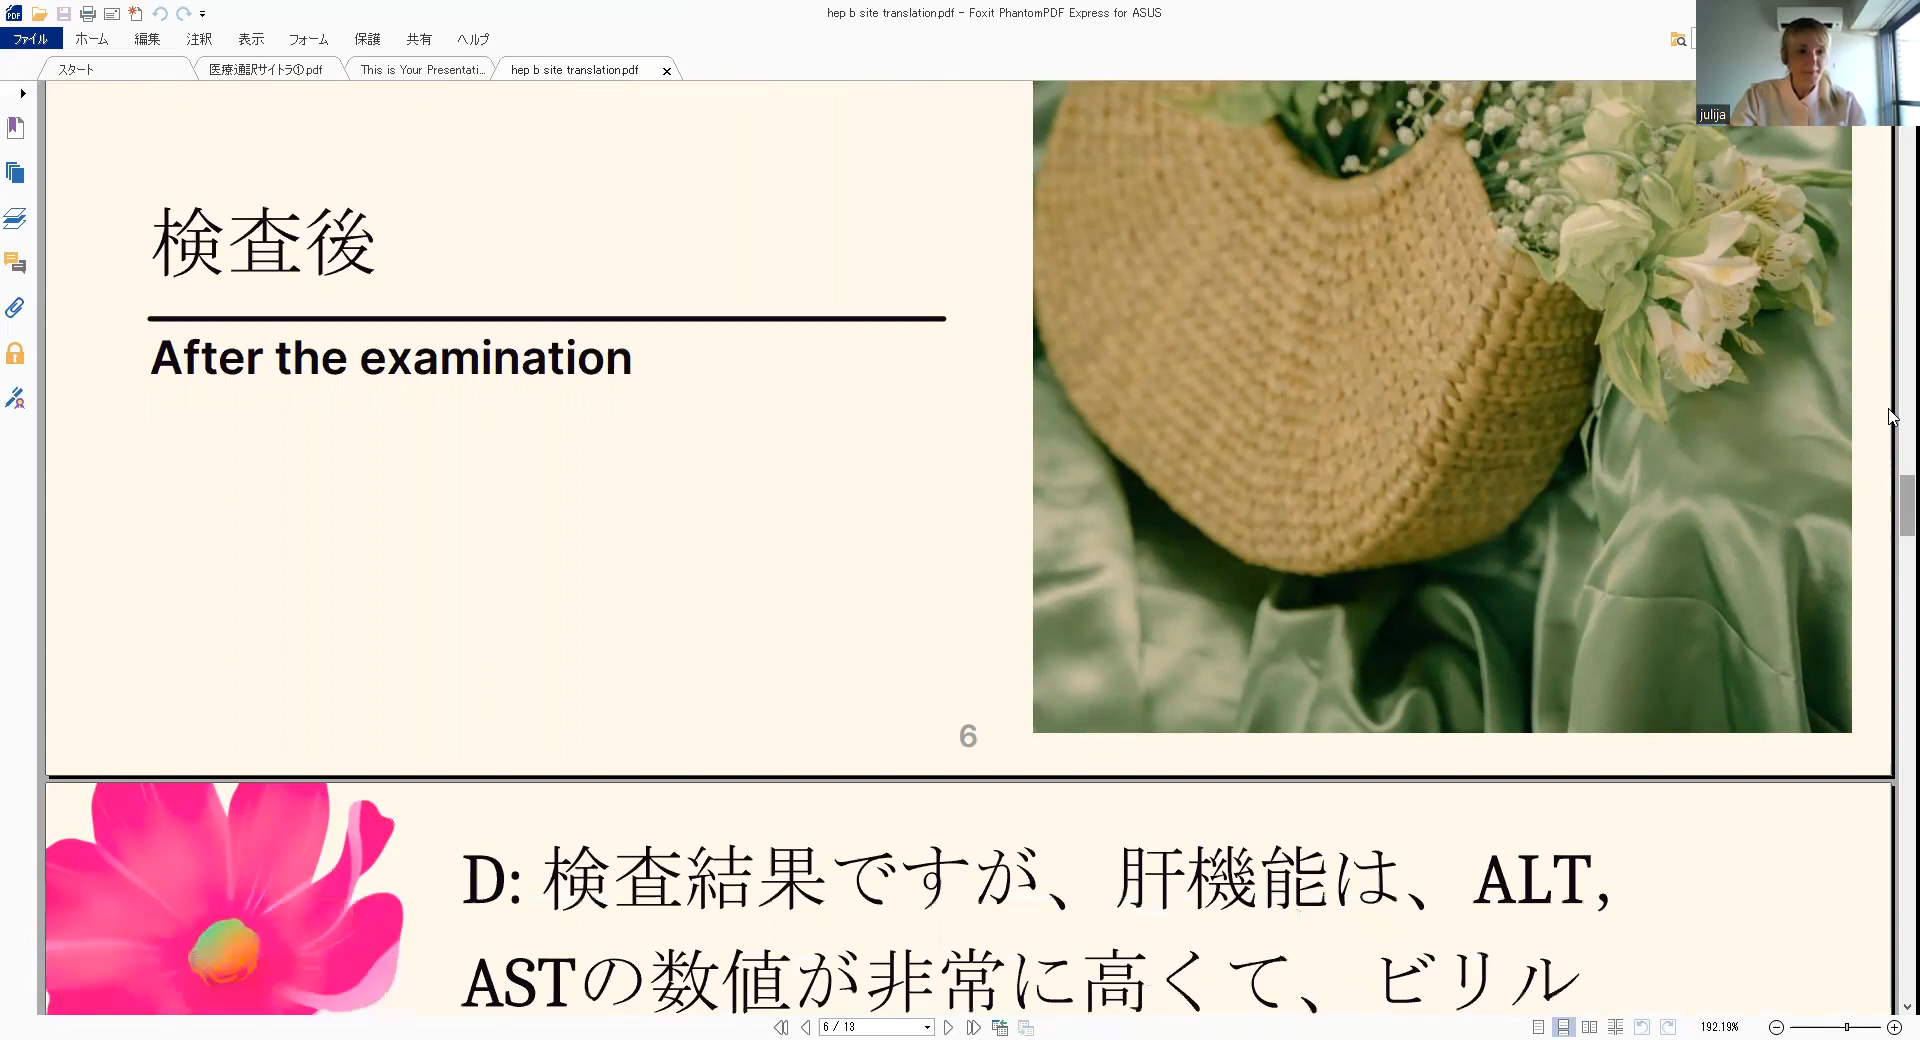 hep b site translation.pdf - Foxit PhantomPDF Express for ASUS
ファイル ホーム 編集 注釈 表示 フォーム 保護 共有 ヘルプ
スタート 医療通訳サイトラ①.pdf This is Your Presentati... hep b site translation.pdf
julija
検査後
After the examination
6
D: 検査結果ですが、肝機能は、ALT,
ASTの数値が非常に高くて、ビリル
6 / 13
192.19%